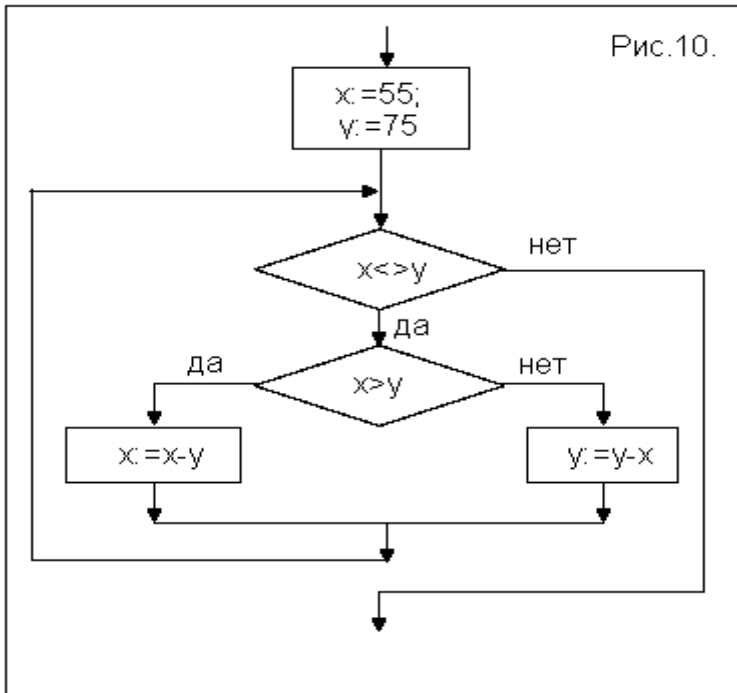 Рис.10.
x:=55;
y:=75
x<>y
нет
да
x>y
да
нет
x:=x-y
y:=y-x